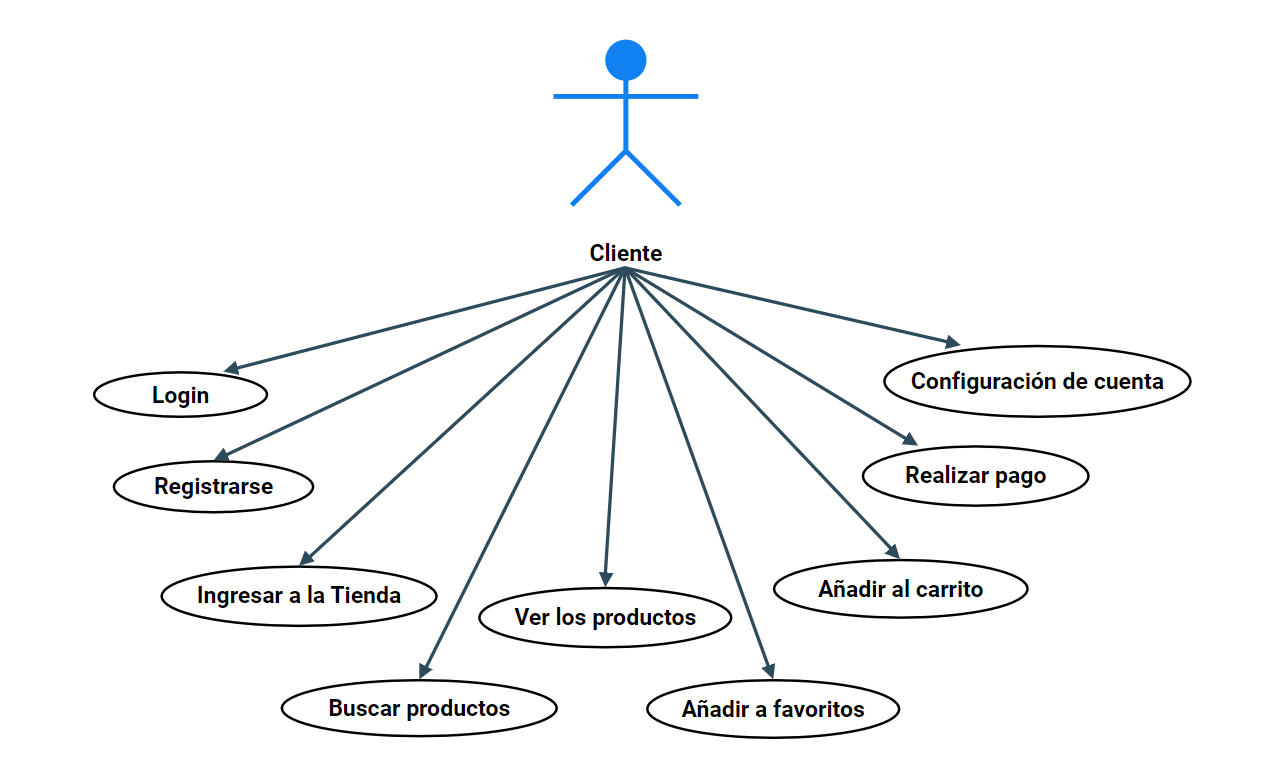 Cliente
Login
Configuración de cuenta
Registrarse
Realizar pago
Ingresar a la Tienda
Ver los productos
Añadir al carrito
Buscar productos
Añadir a favoritos